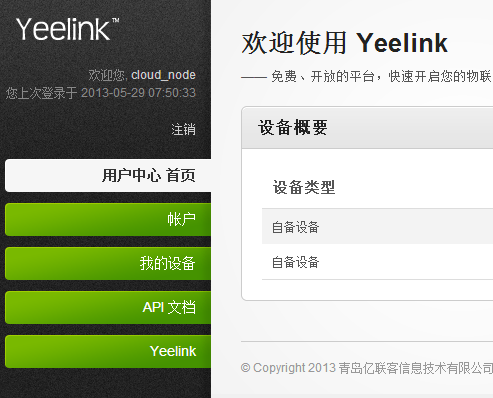 Yeelink™
欢迎您, cloud_node
您上次登录于 2013-05-29 07:50:33
注销
用户中心 首页
帐户
我的设备
API 文档
Yeelink
欢迎使用 Yeelink
—— 免费、开放的平台，快速开启您的物联
设备概要
设备类型
自备设备
自备设备
© Copyright 2013 青岛亿联客信息技术有限公司